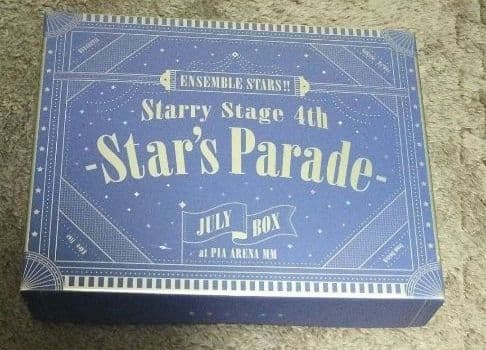 ENSEMBLE STARS!!
Starry Stage 4th
-Star's Parade-
JULY BOX
at PIA ARENA MM